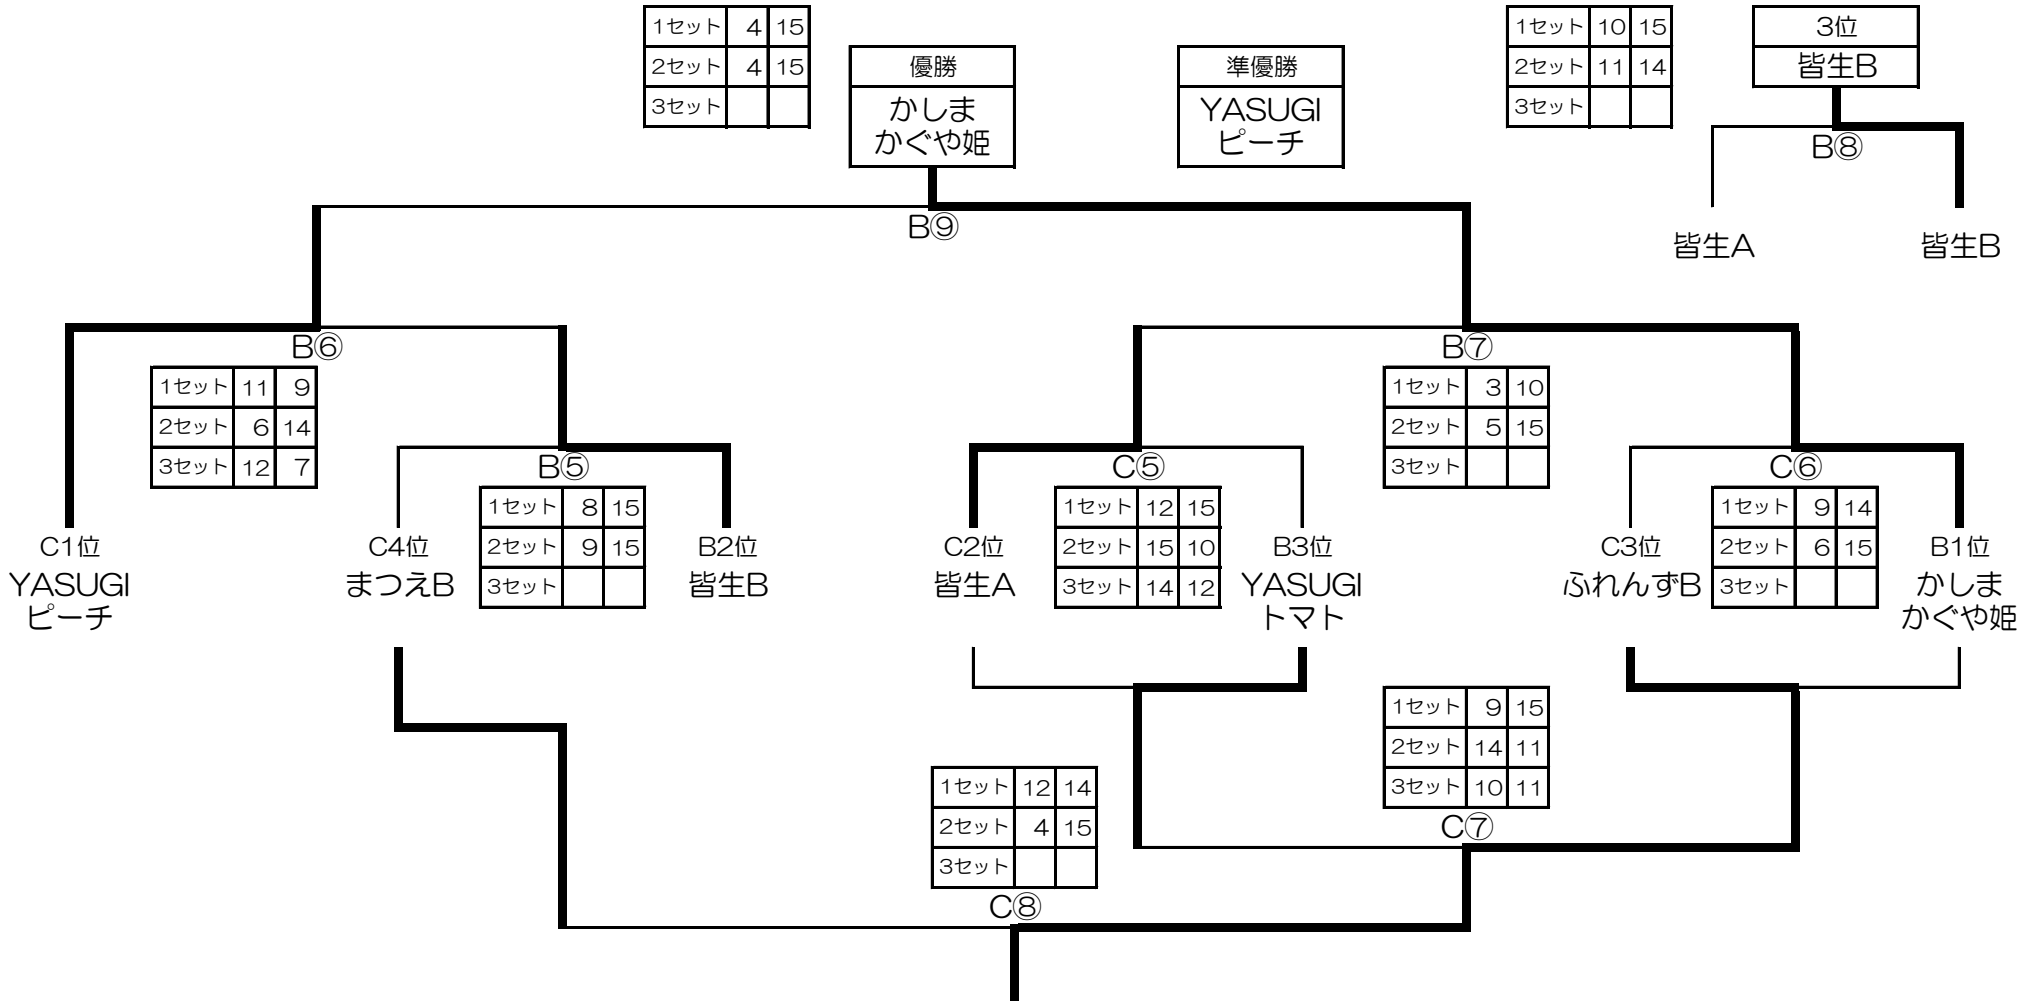 1セット 4 15
2セット 4 15
3セット
優勝
かしま
かぐや姫
準優勝
YASUGI
ピーチ
1セット 10 15
2セット 11 14
3セット
3位
皆生B
B⑧
皆生A 皆生B
B⑨
B⑥
1セット 11 9
2セット 6 14
3セット 12 7
B⑦
1セット 3 10
2セット 5 15
3セット
B⑤
1セット 8 15
2セット 9 15
3セット
C⑤
1セット 12 15
2セット 15 10
3セット 14 12
C⑥
1セット 9 14
2セット 6 15
3セット
C1位
YASUGI
ピーチ
C4位
まつえB
B2位
皆生B
C2位
皆生A
B3位
YASUGI
トマト
C3位
ふれんずB
B1位
かしま
かぐや姫
1セット 9 15
2セット 14 11
3セット 10 11
C⑦
1セット 12 14
2セット 4 15
3セット
C⑧